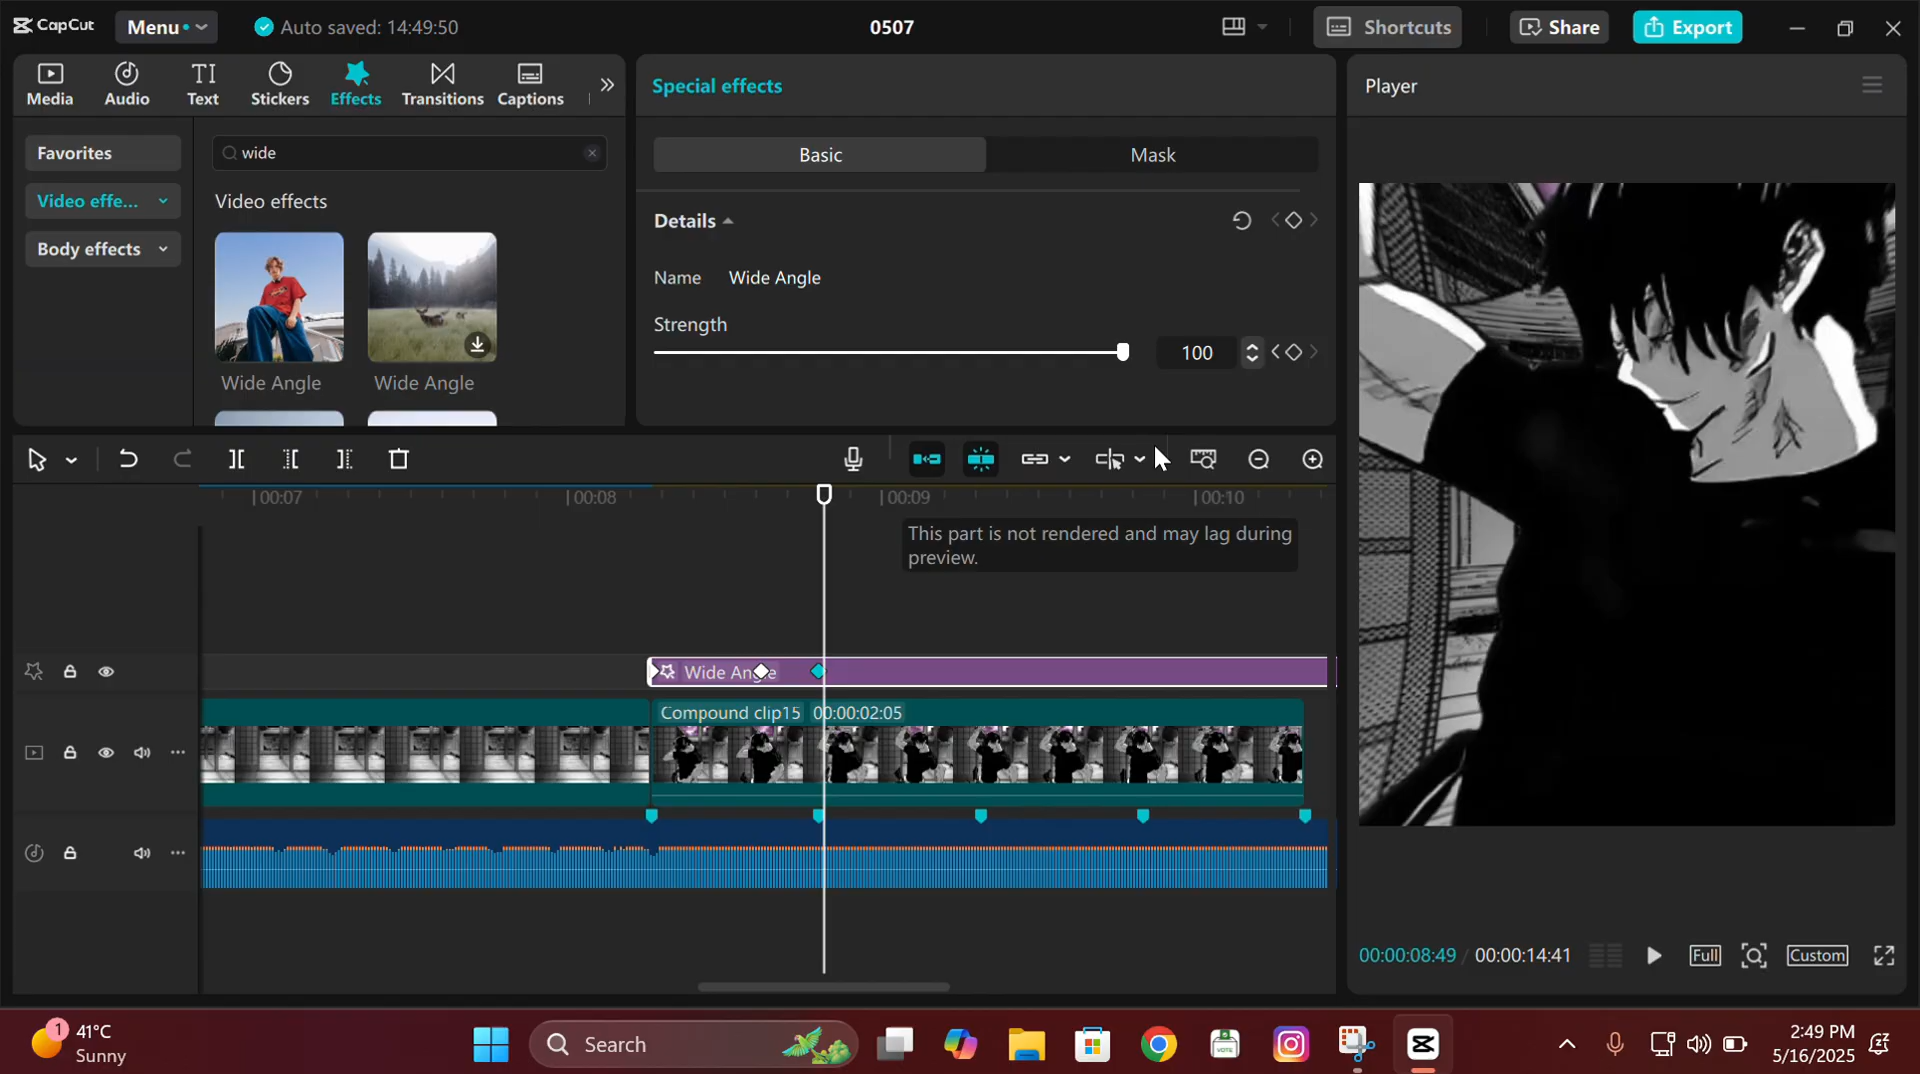 CapCut
Menu
Auto saved: 14:49:50
0507
Shortcuts
Share
Export
Media
Audio
TI
Text
Stickers
Effects
Transitions
Captions
Special effects
Player
Favorites
wide
Basic
Mask
Video effe...
Video effects
Details
Body effects
Name
Wide Angle
Strength
100
Wide Angle
Wide Angle
00:07
00:08
00:09
00:10
This part is not rendered and may lag during
preview.
Wide Angle
Compound clip15
00:00:02:05
00:00:08:49 / 00:00:14:41
Full
Custom
1
41°C
Sunny
Search
VOTE
2:49 PM
5/16/2025